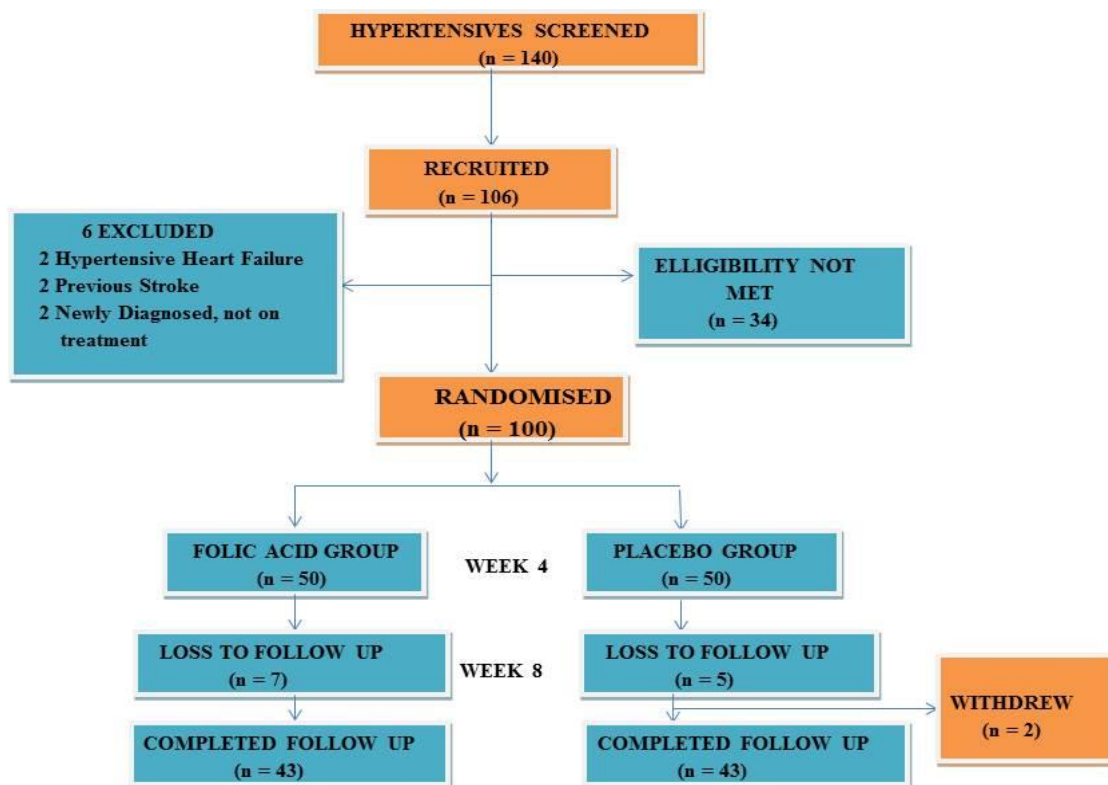 HYPERTENSIVES SCREENED
(n = 140)
RECRUITED
(n = 106)
6 EXCLUDED
2 Hypertensive Heart Failure
2 Previous Stroke
2 Newly Diagnosed, not on
treatment
ELLIGIBILITY NOT
MET
(n = 34)
RANDOMISED
(n = 100)
FOLIC ACID GROUP
(n = 50)
WEEK 4
PLACEBO GROUP
(n = 50)
LOSS TO FOLLOW UP
(n = 7)
WEEK 8
LOSS TO FOLLOW UP
(n = 5)
WITHDREW
(n = 2)
COMPLETED FOLLOW UP
(n = 43)
COMPLETED FOLLOW UP
(n = 43)